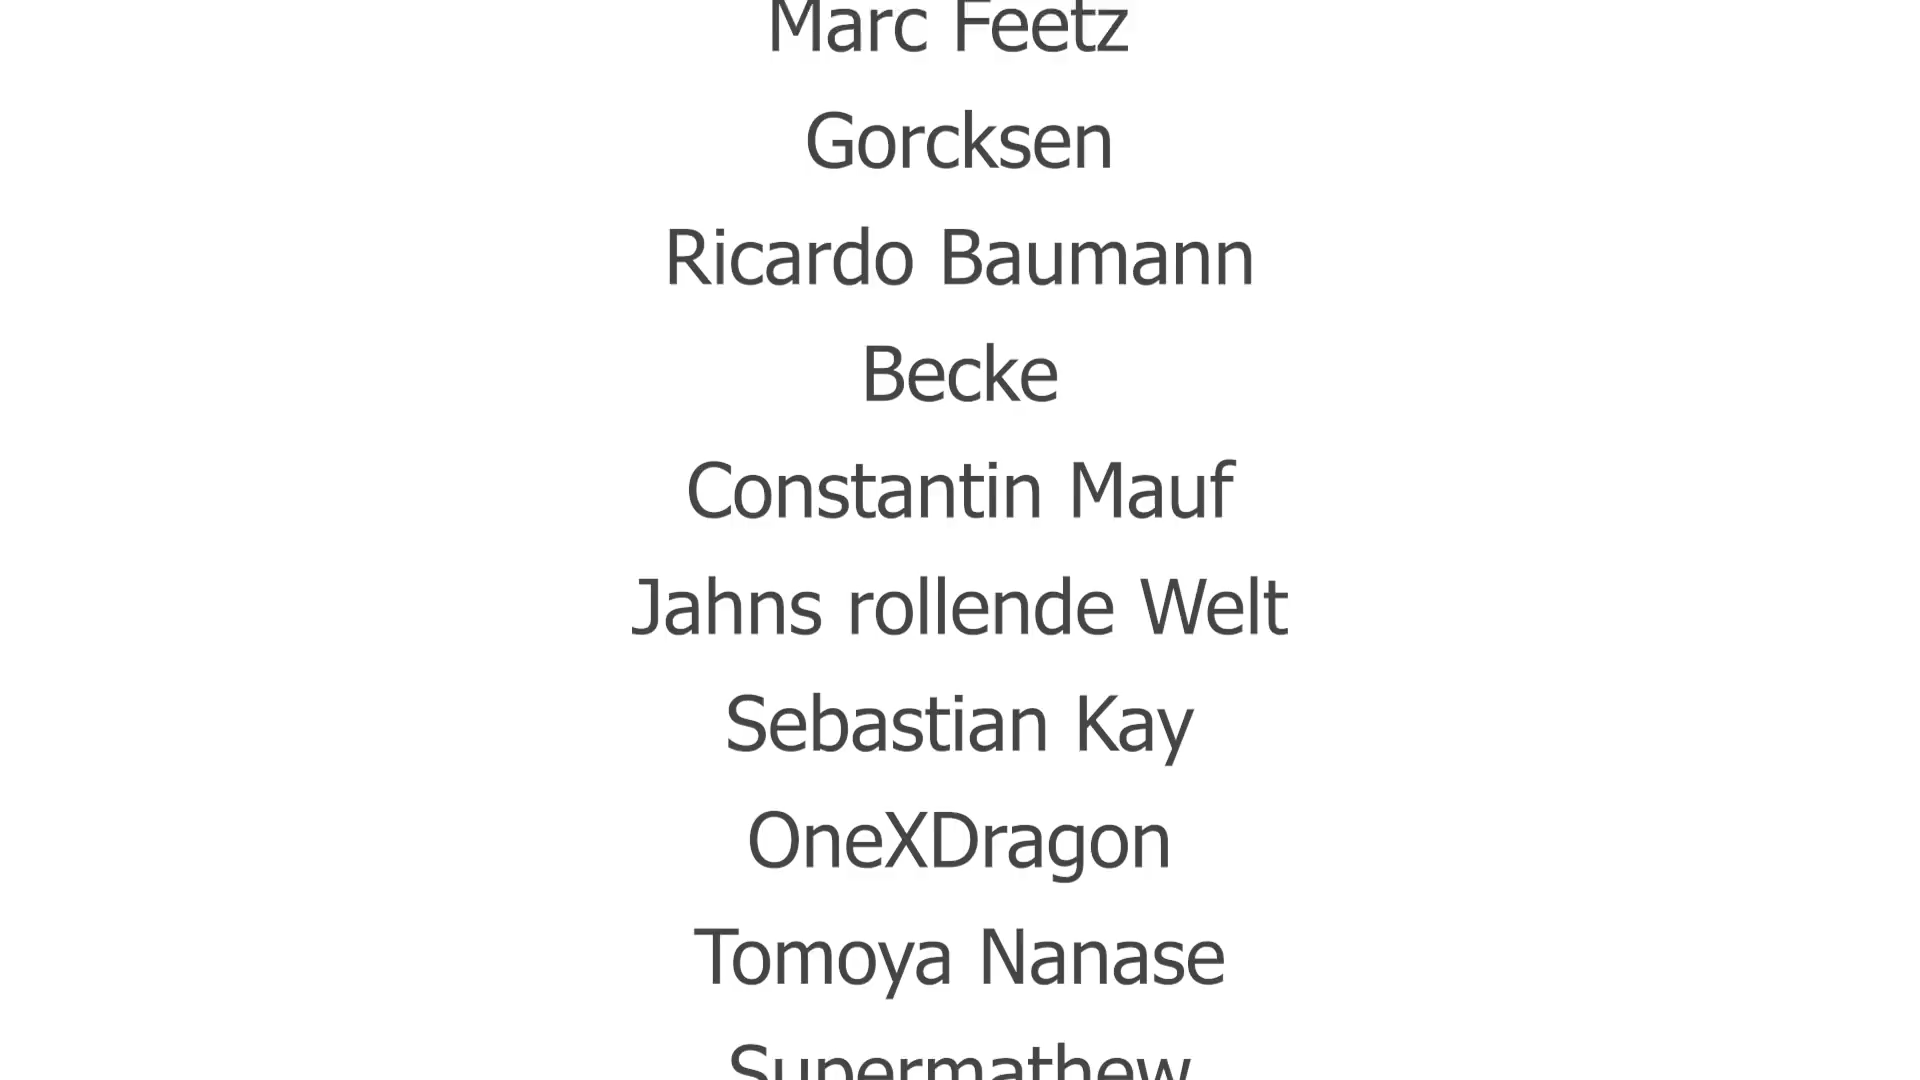 Marc Feetz
Gorcksen
Ricardo Baumann
Becke
Constantin Mauf
Jahns rollende Welt
Sebastian Kay
OneXDragon
Tomoya Nanase
Supermathew